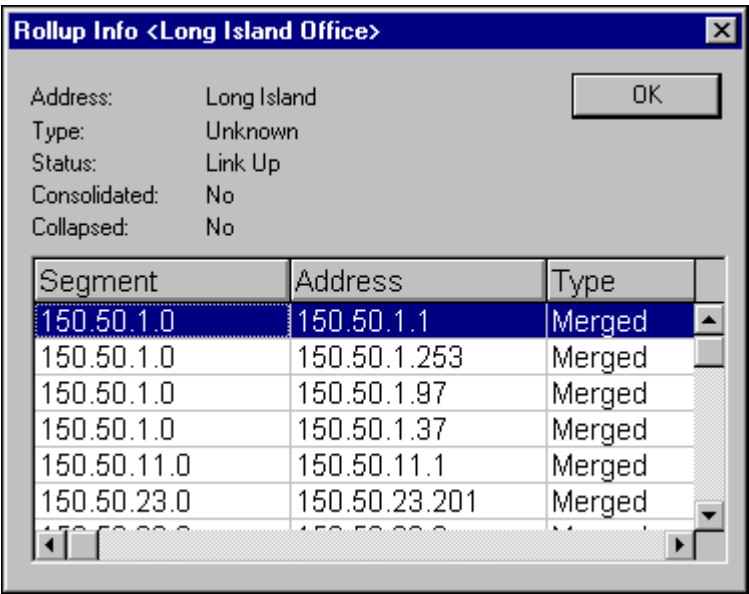 Rollup Info <Long Island Office>
OK
Address: Long Island
Type: Unknown
Status: Link Up
Consolidated: No
Collapsed: No
Segment Address Type
150.50.1.0 150.50.1.1 Merged
150.50.1.0 150.50.1.253 Merged
150.50.1.0 150.50.1.97 Merged
150.50.1.0 150.50.1.37 Merged
150.50.11.0 150.50.11.1 Merged
150.50.23.0 150.50.23.201 Merged